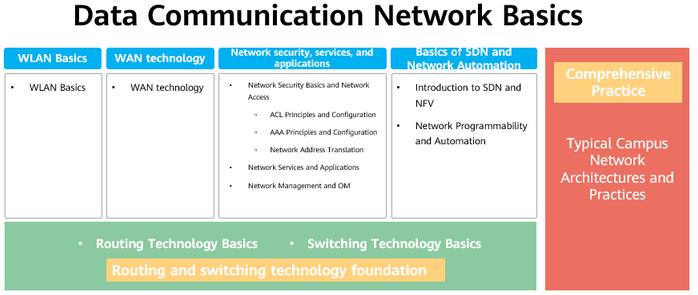 Data Communication Network Basics
WLAN Basics
• WLAN Basics
WAN technology
• WAN technology
Network security, services, and
applications
• Network Security Basics and Network
Access
▫ ACL Principles and Configuration
▫ AAA Principles and Configuration
▫ Network Address Translation
• Network Services and Applications
• Network Management and OM
Basics of SDN and
Network Automation
• Introduction to SDN and
NFV
• Network Programmability
and Automation
Comprehensive
Practice
Typical Campus
Network
Architectures and
Practices
• Routing Technology Basics • Switching Technology Basics
Routing and switching technology foundation